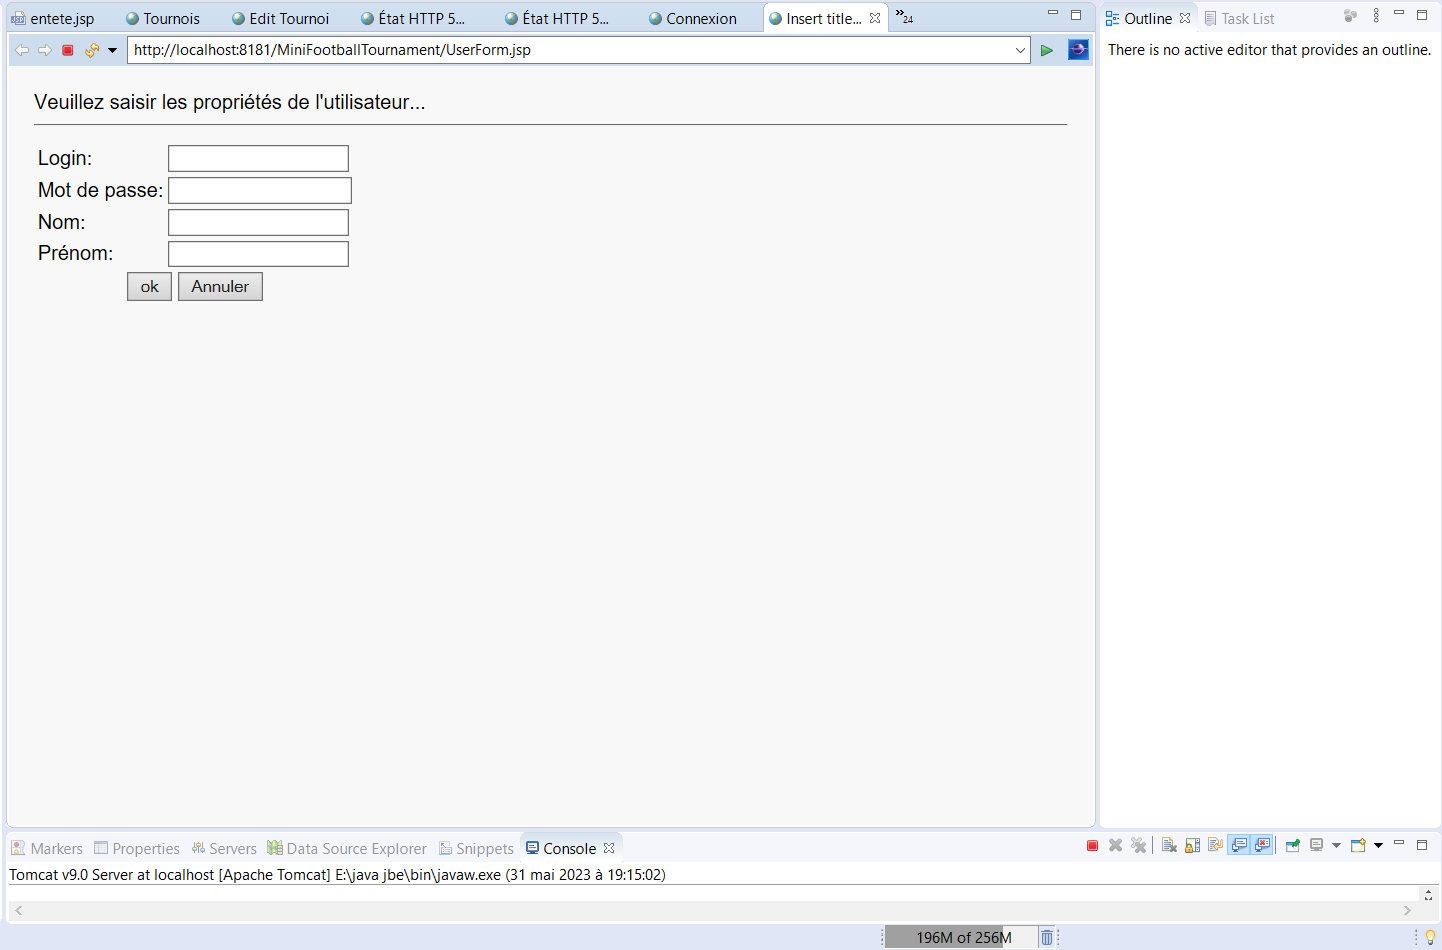 entete.jsp Tournois Edit Tournoi État HTTP 5... État HTTP 5... Connexion Insert title... »24
Outline Task List
http://localhost:8181/MiniFootballTournament/UserForm.jsp
There is no active editor that provides an outline.
Veuillez saisir les propriétés de l'utilisateur...
Login:
Mot de passe:
Nom:
Prénom:
ok Annuler
Markers Properties Servers Data Source Explorer Snippets Console
Tomcat v9.0 Server at localhost [Apache Tomcat] E:\java jbe\bin\javaw.exe (31 mai 2023 à 19:15:02)
196M of 256M